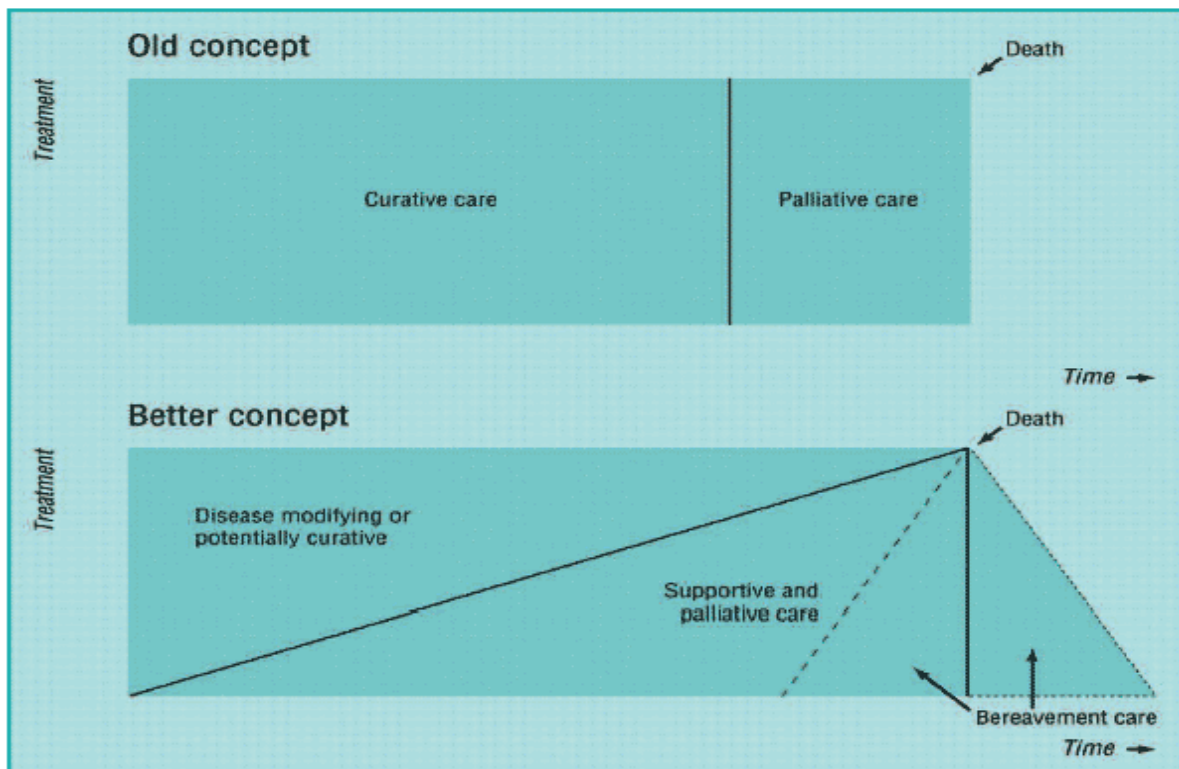 Old concept
Death
Treatment
Curative care
Palliative care
Time
Better concept
Death
Treatment
Disease modifying or
potentially curative
Supportive and
palliative care
Bereavement care
Time